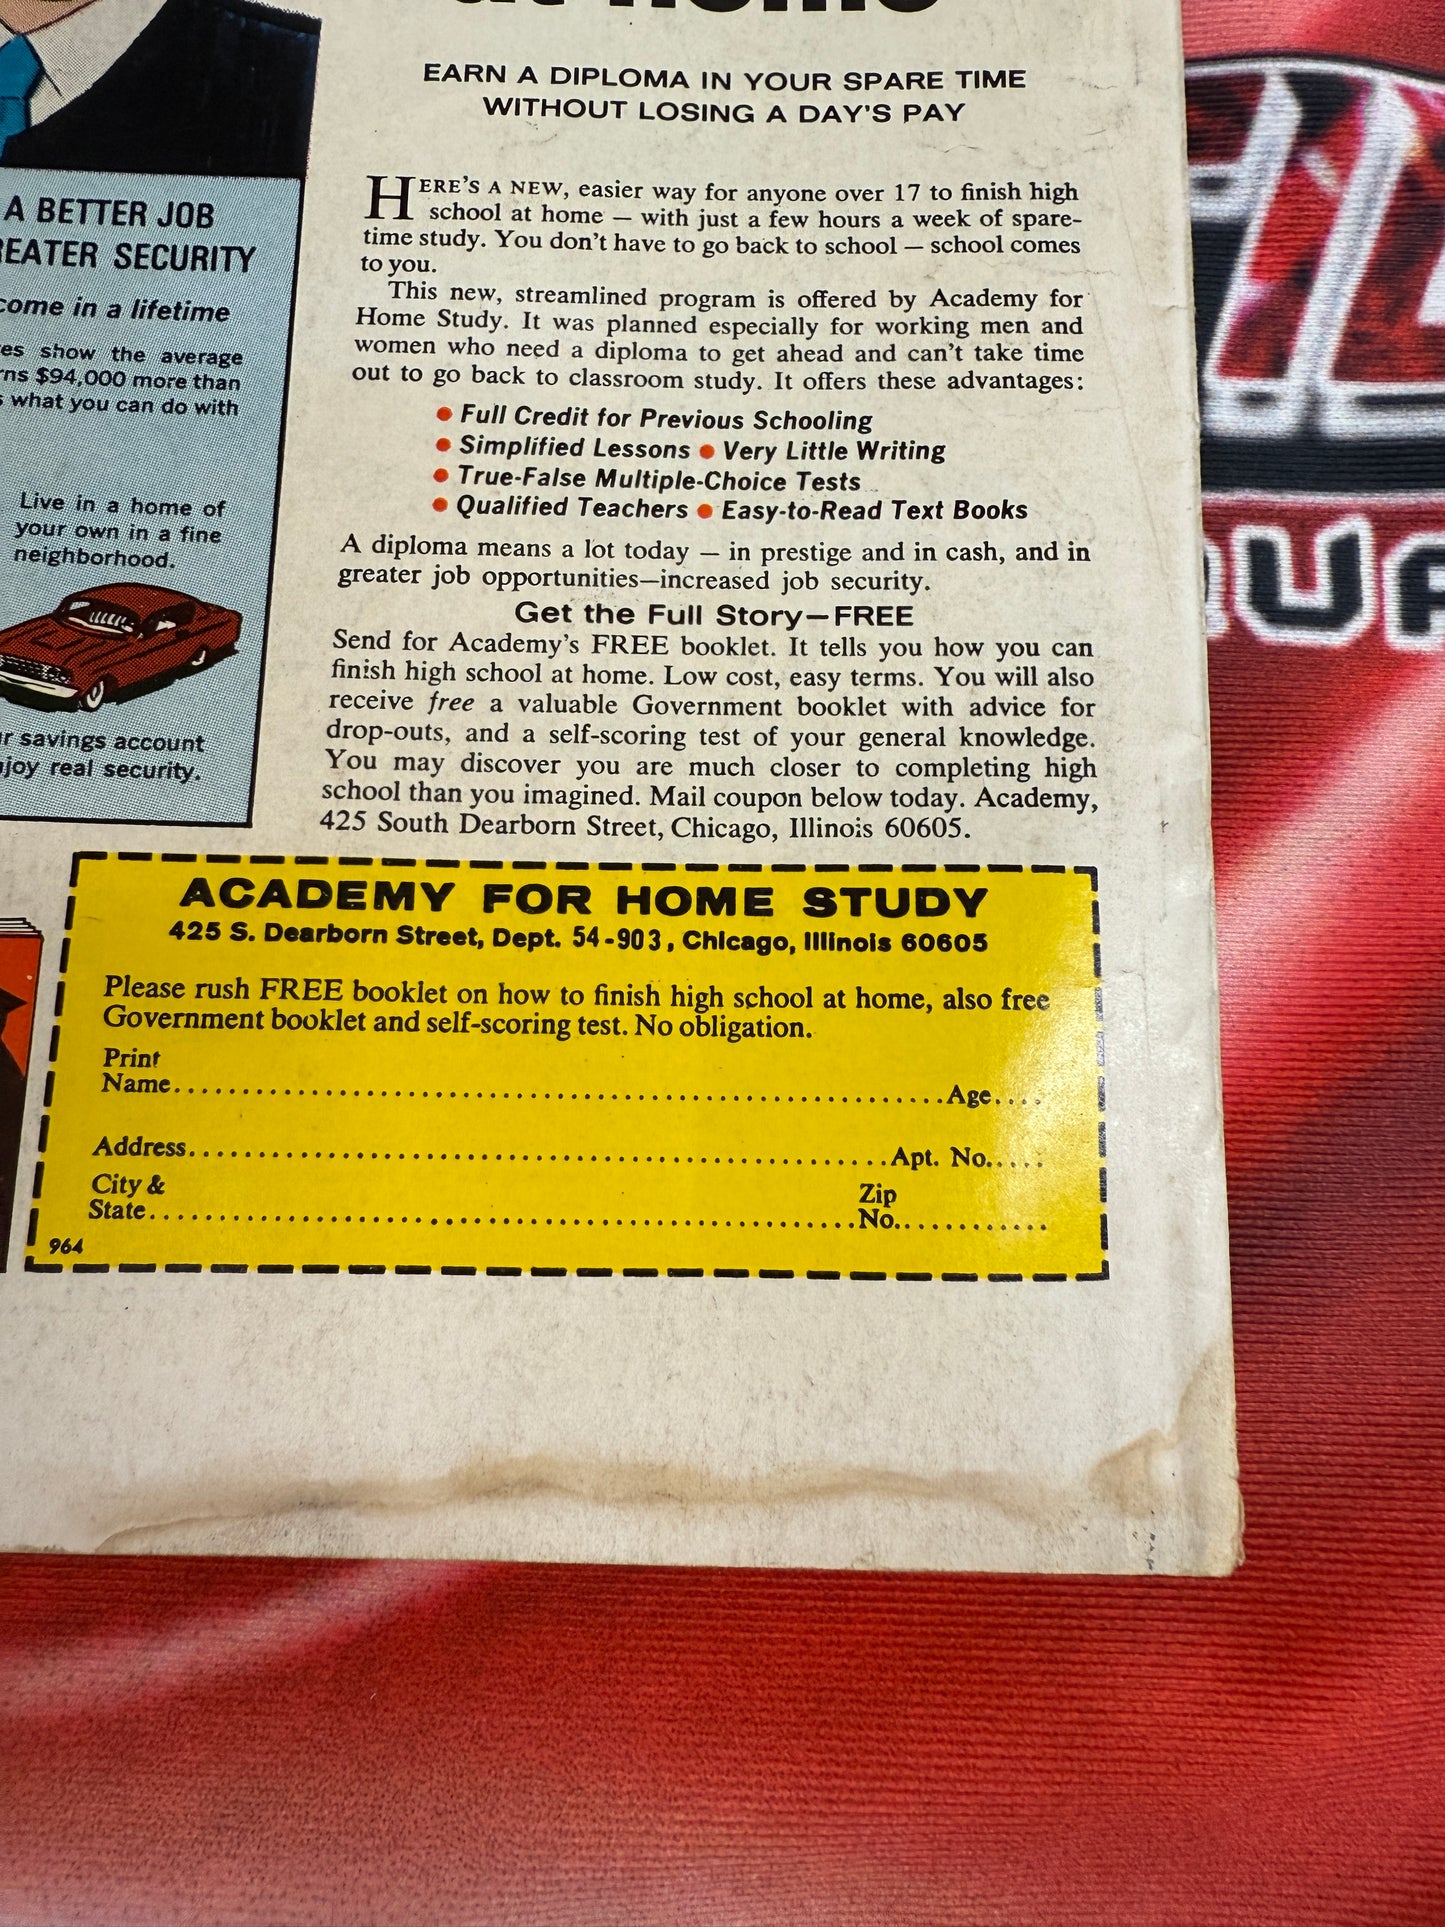 at home
EARN A DIPLOMA IN YOUR SPARE TIME
WITHOUT LOSING A DAY'S PAY
HERE'S A NEW, easier way for anyone over 17 to finish high
school at home — with just a few hours a week of spare-
time study. You don't have to go back to school — school comes
to you.
This new, streamlined program is offered by Academy for
Home Study. It was planned especially for working men and
women who need a diploma to get ahead and can't take time
out to go back to classroom study. It offers these advantages:
● Full Credit for Previous Schooling
● Simplified Lessons ● Very Little Writing
● True-False Multiple-Choice Tests
● Qualified Teachers ● Easy-to-Read Text Books
A diploma means a lot today — in prestige and in cash, and in
greater job opportunities—increased job security.
Get the Full Story—FREE
Send for Academy's FREE booklet. It tells you how you can
finish high school at home. Low cost, easy terms. You will also
receive free a valuable Government booklet with advice for
drop-outs, and a self-scoring test of your general knowledge.
You may discover you are much closer to completing high
school than you imagined. Mail coupon below today. Academy,
425 South Dearborn Street, Chicago, Illinois 60605.
A BETTER JOB
EATER SECURITY
come in a lifetime
es show the average
rns $94,000 more than
s what you can do with
Live in a home of
your own in a fine
neighborhood.
r savings account
joy real security.
ACADEMY FOR HOME STUDY
425 S. Dearborn Street, Dept. 54-903, Chicago, Illinois 60605
Please rush FREE booklet on how to finish high school at home, also free
Government booklet and self-scoring test. No obligation.
Print
Name.................... Age....
Address.................... Apt. No.....
City & Zip
State.................... No...........
964